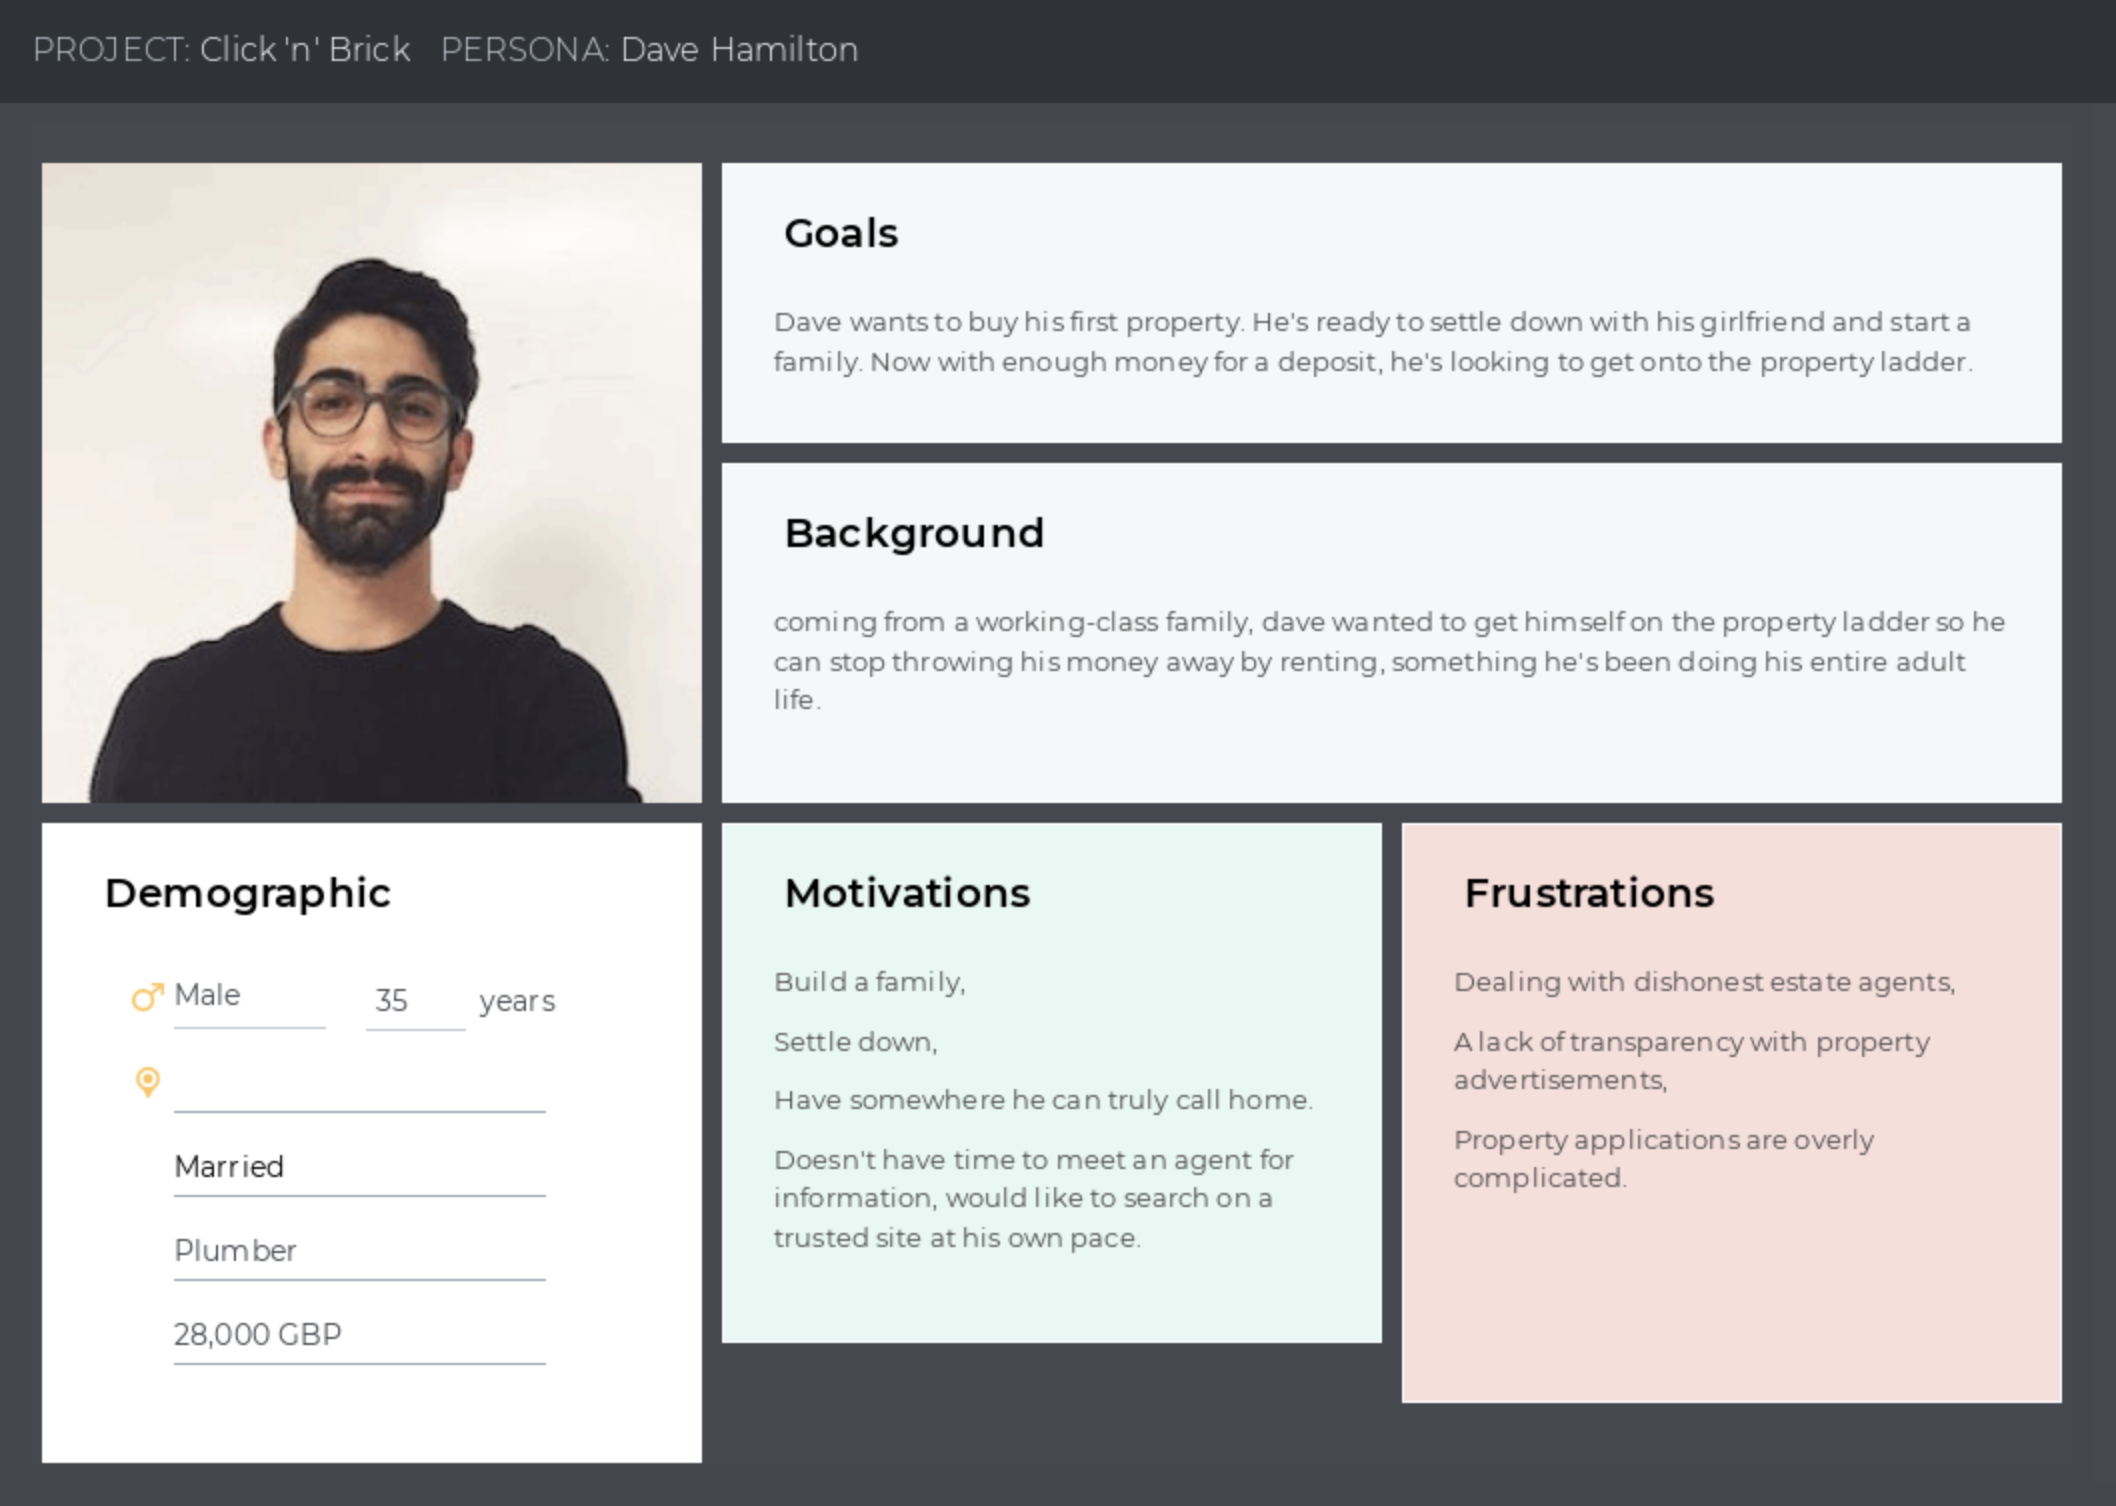 PROJECT: Click 'n' Brick PERSONA: Dave Hamilton
Goals
Dave wants to buy his first property. He's ready to settle down with his girlfriend and start a
family. Now with enough money for a deposit, he's looking to get onto the property ladder.
Background
coming from a working-class family, dave wanted to get himself on the property ladder so he
can stop throwing his money away by renting, something he's been doing his entire adult
life.
Demographic
Male 35 years
Married
Plumber
28,000 GBP
Motivations
Build a family,
Settle down,
Have somewhere he can truly call home.
Doesn't have time to meet an agent for
information, would like to search on a
trusted site at his own pace.
Frustrations
Dealing with dishonest estate agents,
A lack of transparency with property
advertisements,
Property applications are overly
complicated.